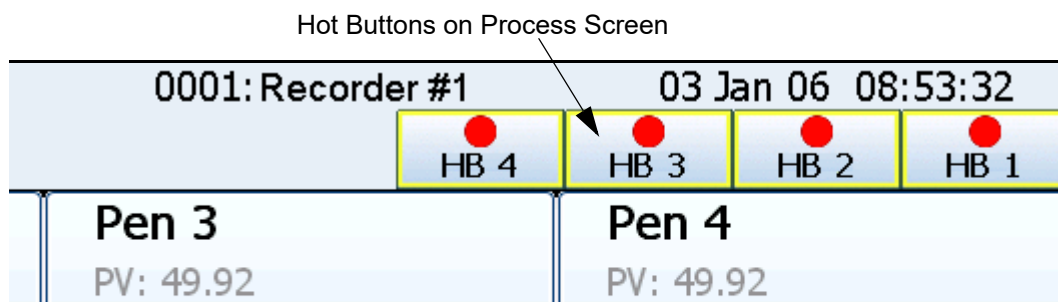 Hot Buttons on Process Screen
0001: Recorder #1 03 Jan 06 08:53:32
HB 4 HB 3 HB 2 HB 1
Pen 3 Pen 4
PV: 49.92 PV: 49.92